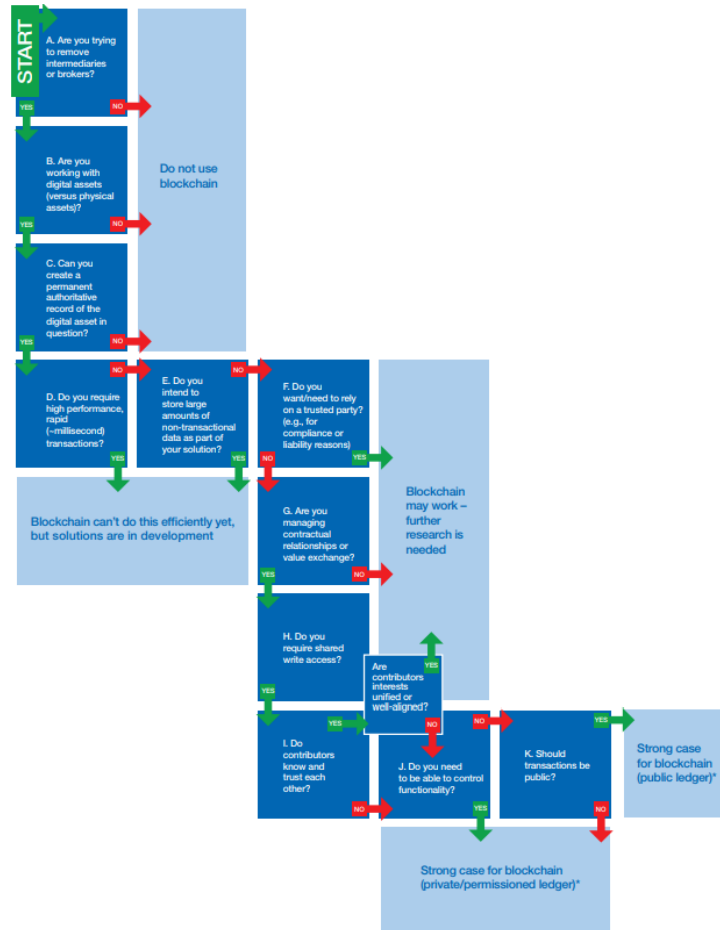 START
A. Are you trying
to remove
intermediaries
or brokers?
YES
NO
Do not use
blockchain
B. Are you
working with
digital assets
(versus physical
assets)?
YES
NO
C. Can you
create a
permanent
authoritative
record of the
digital asset in
question?
YES
NO
D. Do you require
high performance,
rapid
(~millisecond)
transactions?
NO
YES
E. Do you
intend to
store large
amounts of
non-transactional
data as part of
your solution?
NO
YES
F. Do you
want/need to rely
on a trusted party?
(e.g., for
compliance or
liability reasons)
YES
NO
Blockchain can't do this efficiently yet,
but solutions are in development
Blockchain
may work –
further
research is
needed
G. Are you
managing
contractual
relationships or
value exchange?
YES
NO
H. Do you
require shared
write access?
YES
Are
contributors
interests
unified or
well-aligned?
YES
NO
I. Do
contributors
know and
trust each
other?
YES
NO
J. Do you need
to be able to control
functionality?
NO
YES
K. Should
transactions be
public?
YES
NO
Strong case
for blockchain
(public ledger)*
Strong case for blockchain
(private/permissioned ledger)*